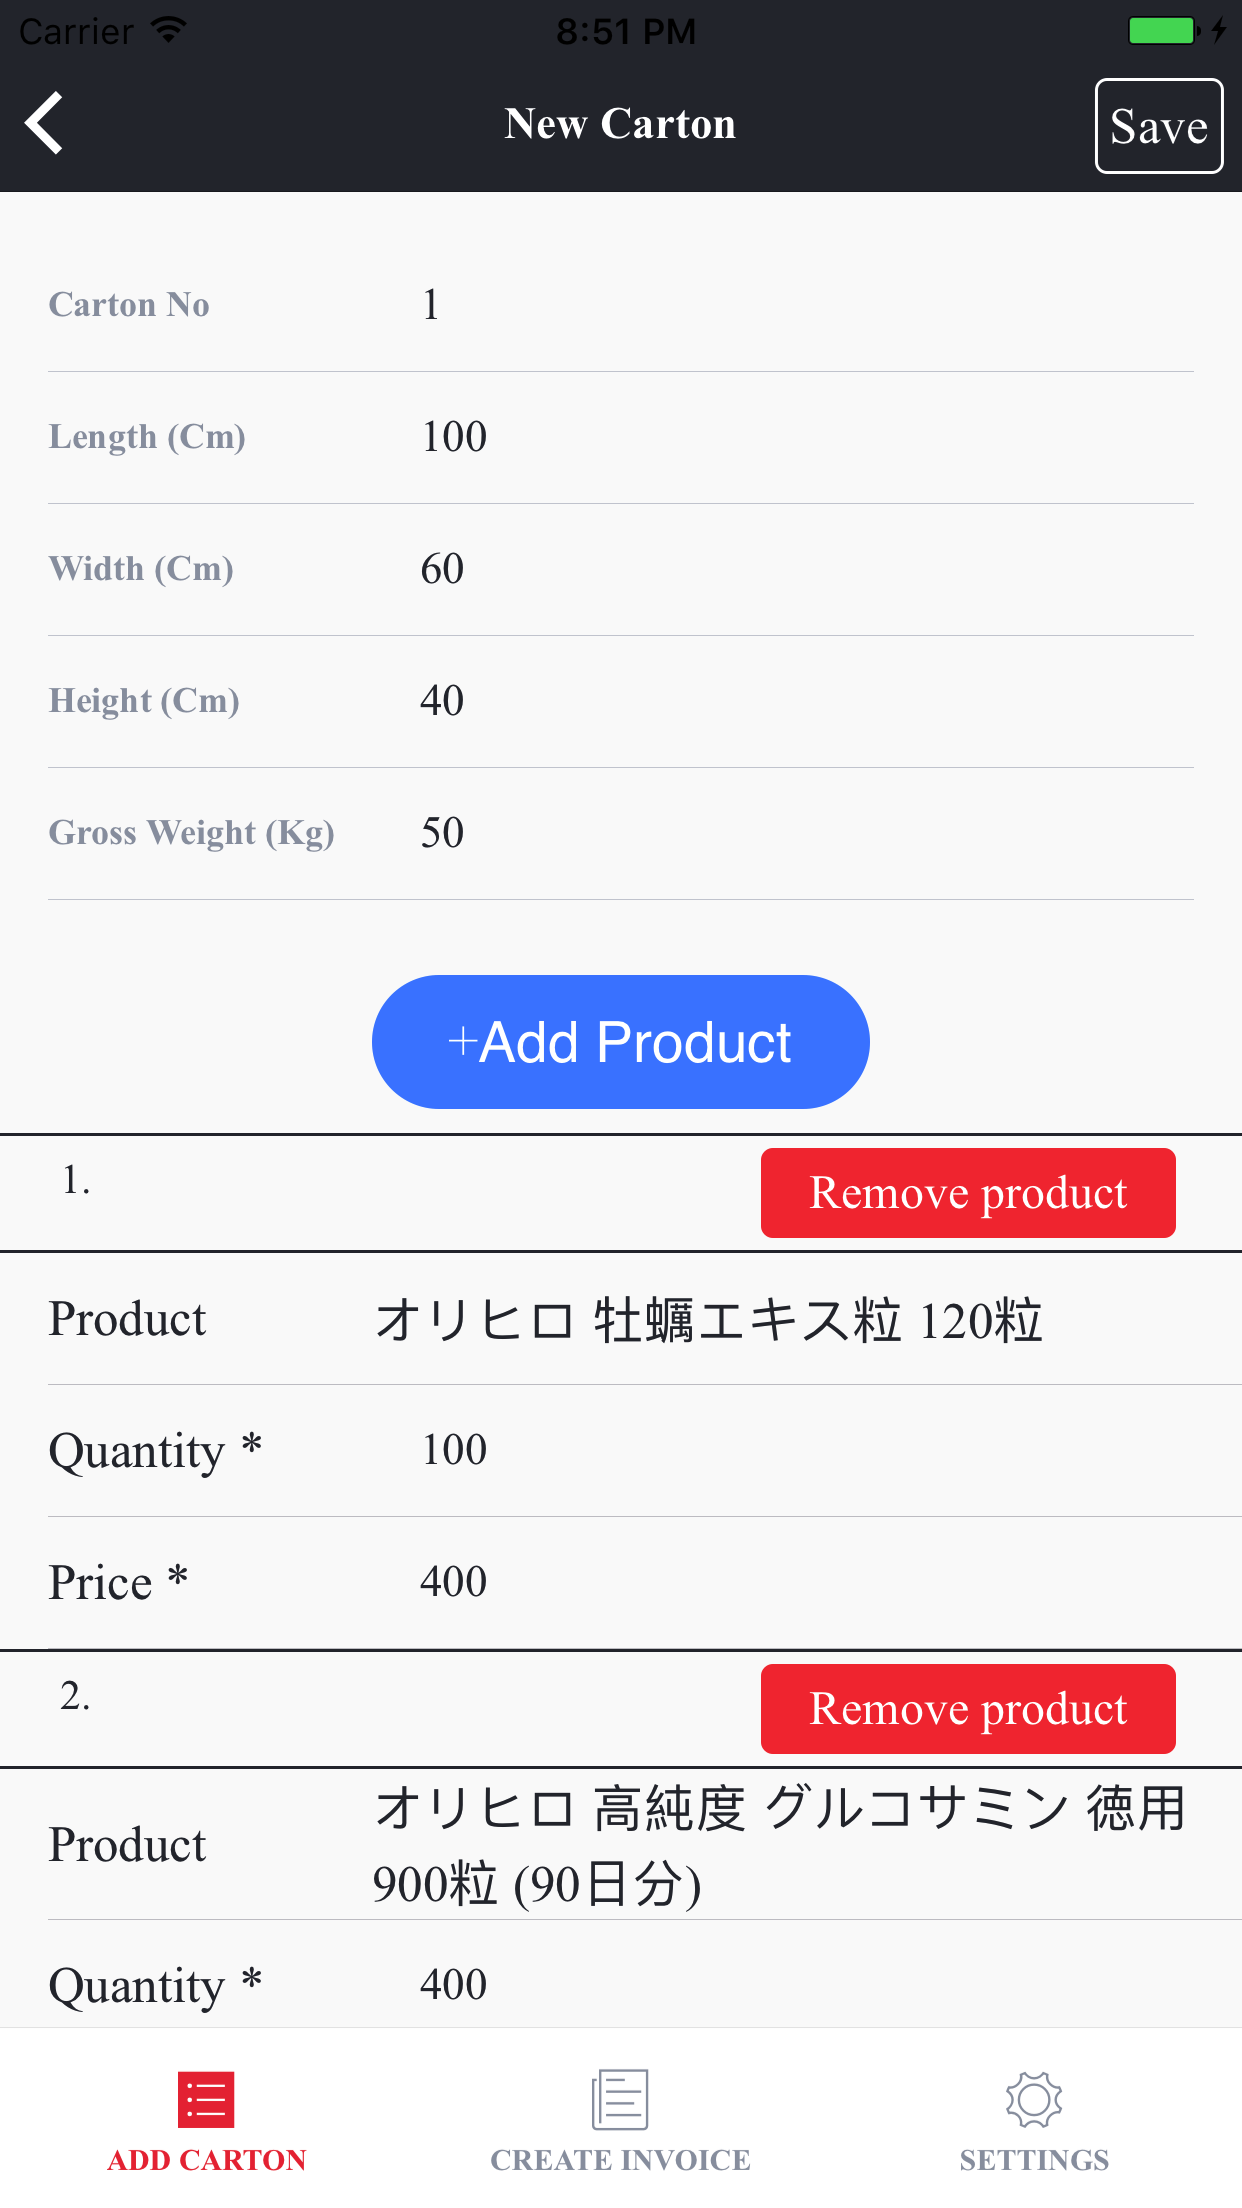 Carrier 8:51 PM
New Carton Save
Carton No 1
Length (Cm) 100
Width (Cm) 60
Height (Cm) 40
Gross Weight (Kg) 50
+Add Product
1. Remove product
Product オリヒロ 牡蠣エキス粒 120粒
Quantity * 100
Price * 400
2. Remove product
Product オリヒロ 高純度 グルコサミン 徳用
900粒 (90日分)
Quantity * 400
ADD CARTON CREATE INVOICE SETTINGS